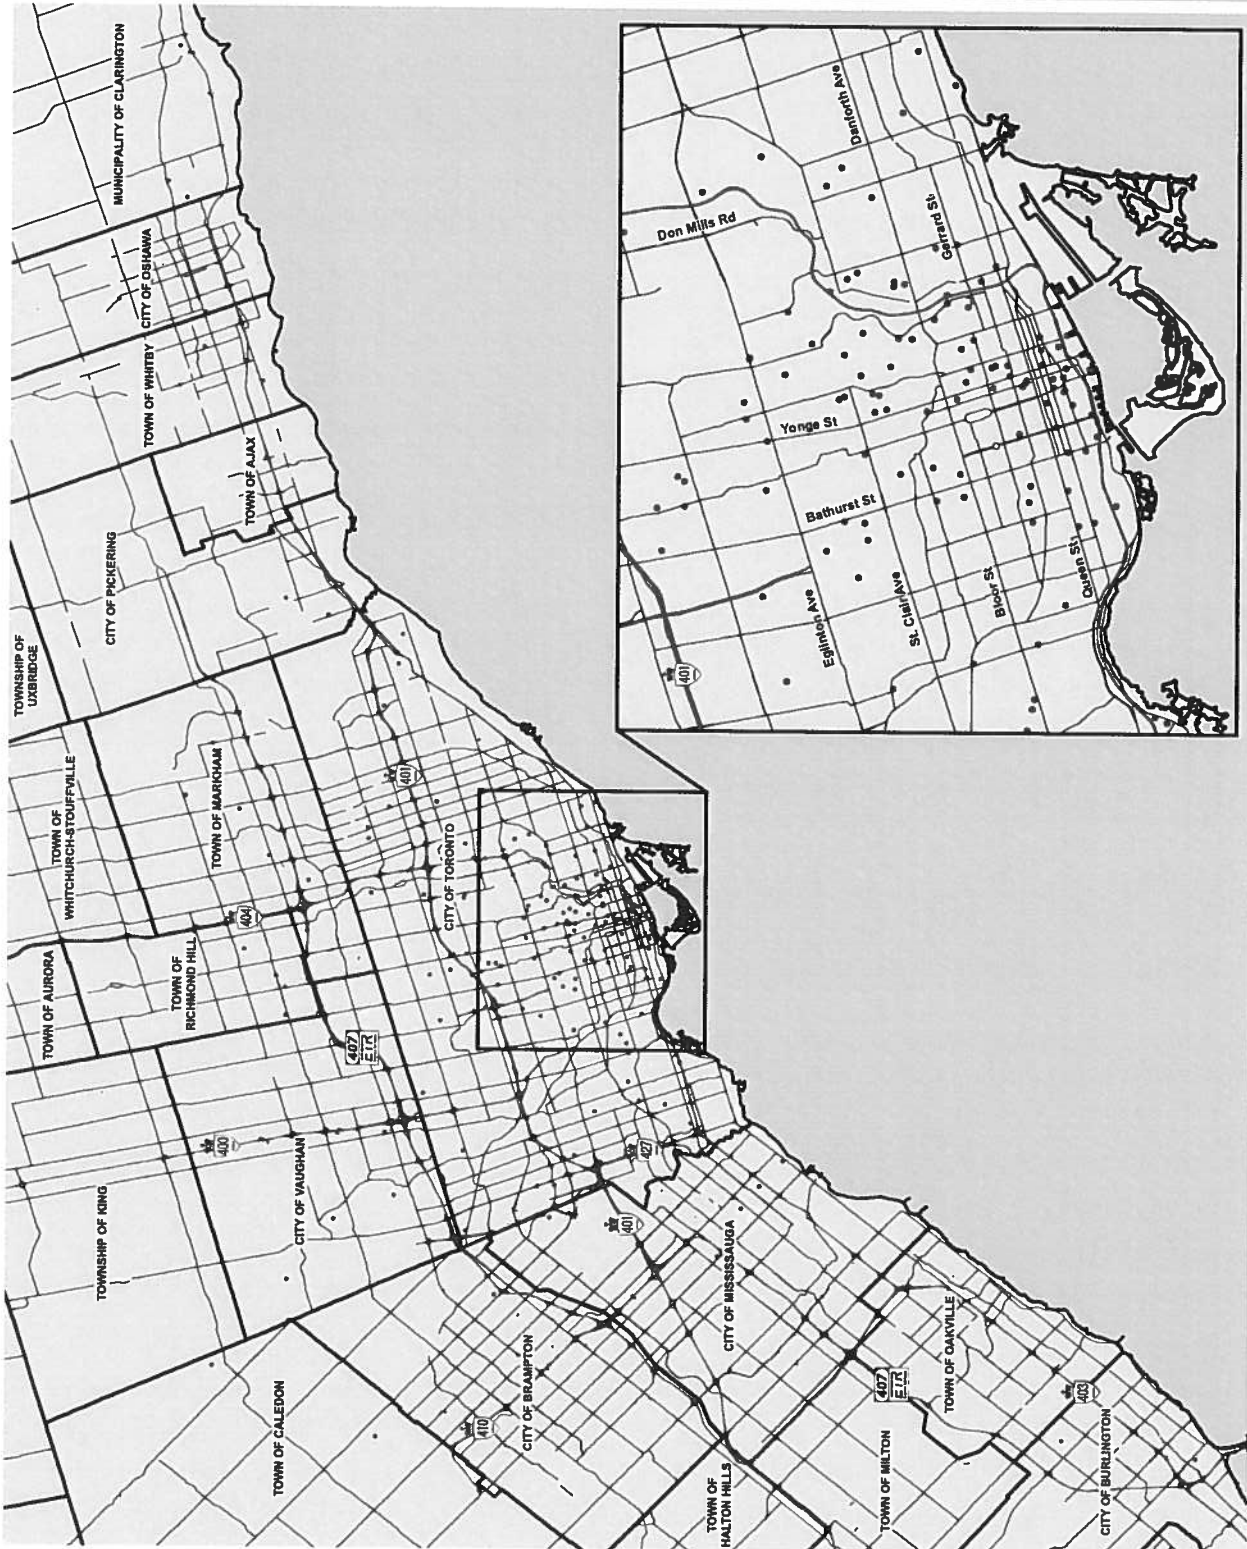 MUNICIPALITY OF CLARINGTON
CITY OF OSHAWA
TOWN OF WHITBY
TOWN OF AJAX
CITY OF PICKERING
TOWNSHIP OF
UXBRIDGE
TOWN OF
WHITCHURCH-STOUFFVILLE
TOWN OF MARKHAM
401
CITY OF TORONTO
404
TOWN OF AURORA
TOWN OF
RICHMOND HILL
407
ETR
400
CITY OF VAUGHAN
TOWNSHIP OF KING
427
401
CITY OF MISSISSAUGA
CITY OF BRAMPTON
410
TOWN OF CALEDON
TOWN OF OAKVILLE
407
ETR
403
CITY OF BURLINGTON
TOWN OF MILTON
TOWN OF
HALTON HILLS
Danforth Ave
Don Mills Rd
Gerrard St
Yonge St
Bathurst St
Eglinton Ave
St. Clair Ave
Bloor St
Queen St
401